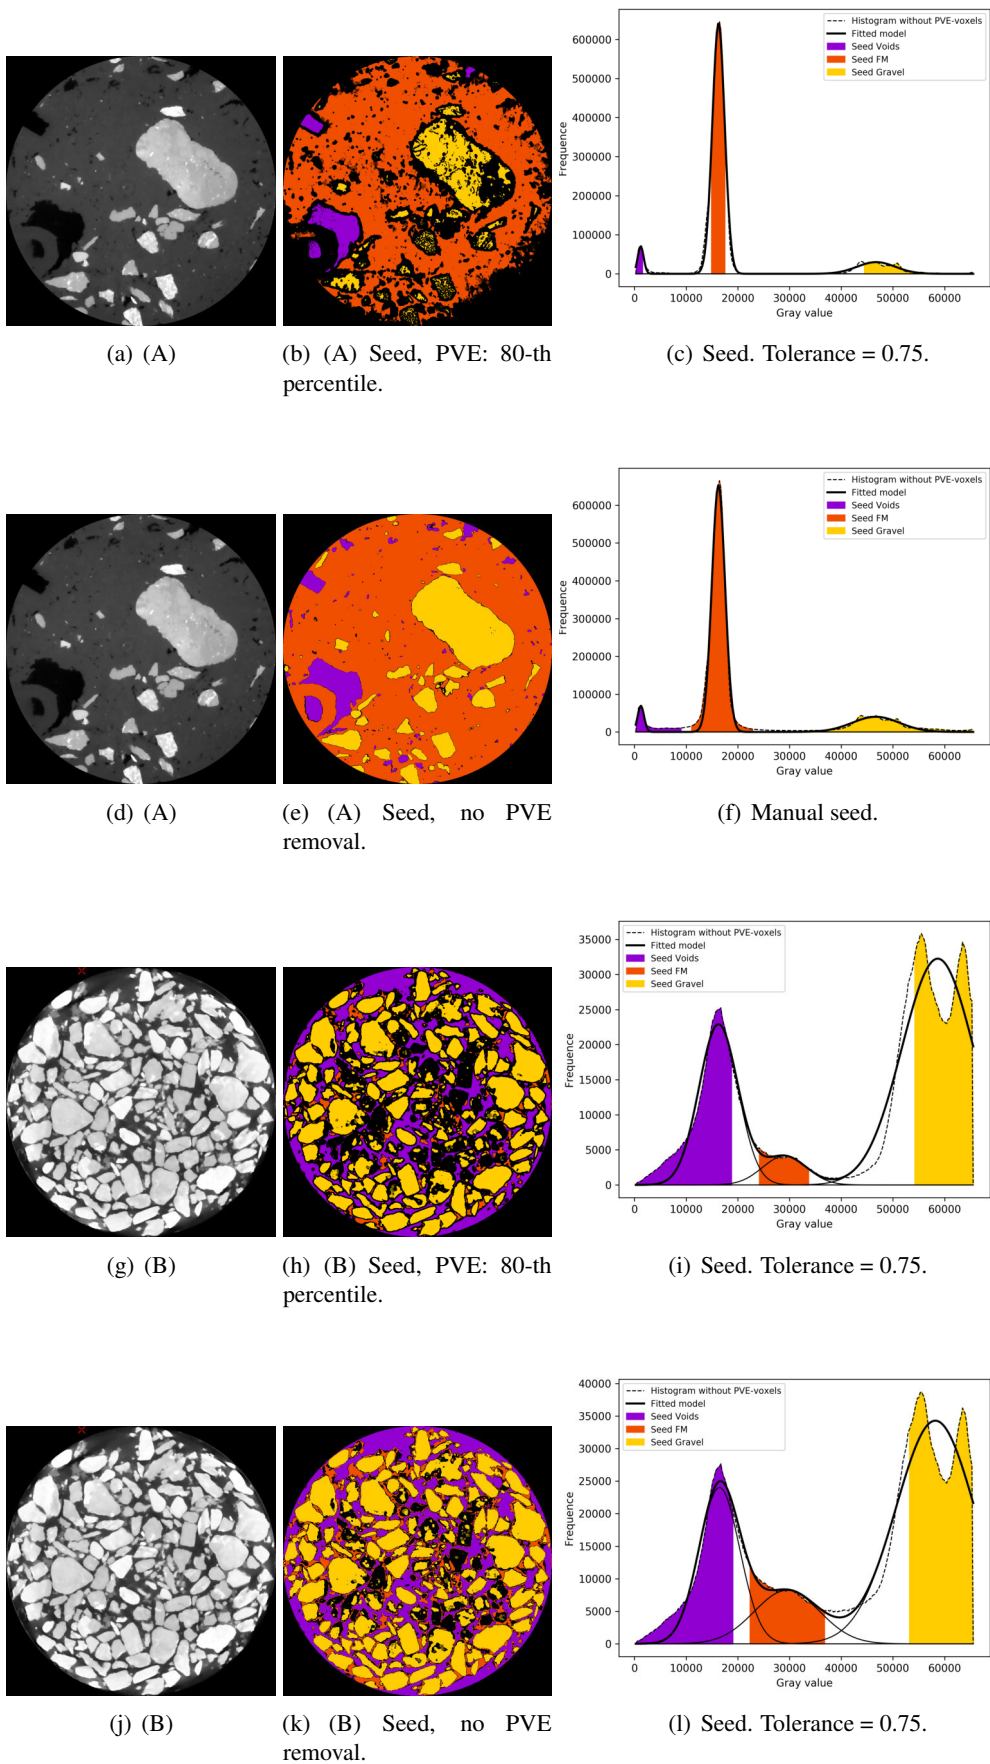 Histogram without PVE-voxels
Fitted model
Seed Voids
Seed FM
Seed Gravel
Frequence
600000
500000
400000
300000
200000
100000
0
0 10000 20000 30000 40000 50000 60000
Gray value
(a) (A)
(b) (A) Seed, PVE: 80-th
percentile.
(c) Seed. Tolerance = 0.75.
Histogram without PVE-voxels
Fitted model
Seed Voids
Seed FM
Seed Gravel
Frequence
600000
500000
400000
300000
200000
100000
0
0 10000 20000 30000 40000 50000 60000
Gray value
(d) (A)
(e) (A) Seed, no PVE
removal.
(f) Manual seed.
Histogram without PVE-voxels
Fitted model
Seed Voids
Seed FM
Seed Gravel
Frequence
35000
30000
25000
20000
15000
10000
5000
0
0 10000 20000 30000 40000 50000 60000
Gray value
(g) (B)
(h) (B) Seed, PVE: 80-th
percentile.
(i) Seed. Tolerance = 0.75.
Histogram without PVE-voxels
Fitted model
Seed Voids
Seed FM
Seed Gravel
Frequence
40000
35000
30000
25000
20000
15000
10000
5000
0
0 10000 20000 30000 40000 50000 60000
Gray value
(j) (B)
(k) (B) Seed, no PVE
removal.
(l) Seed. Tolerance = 0.75.